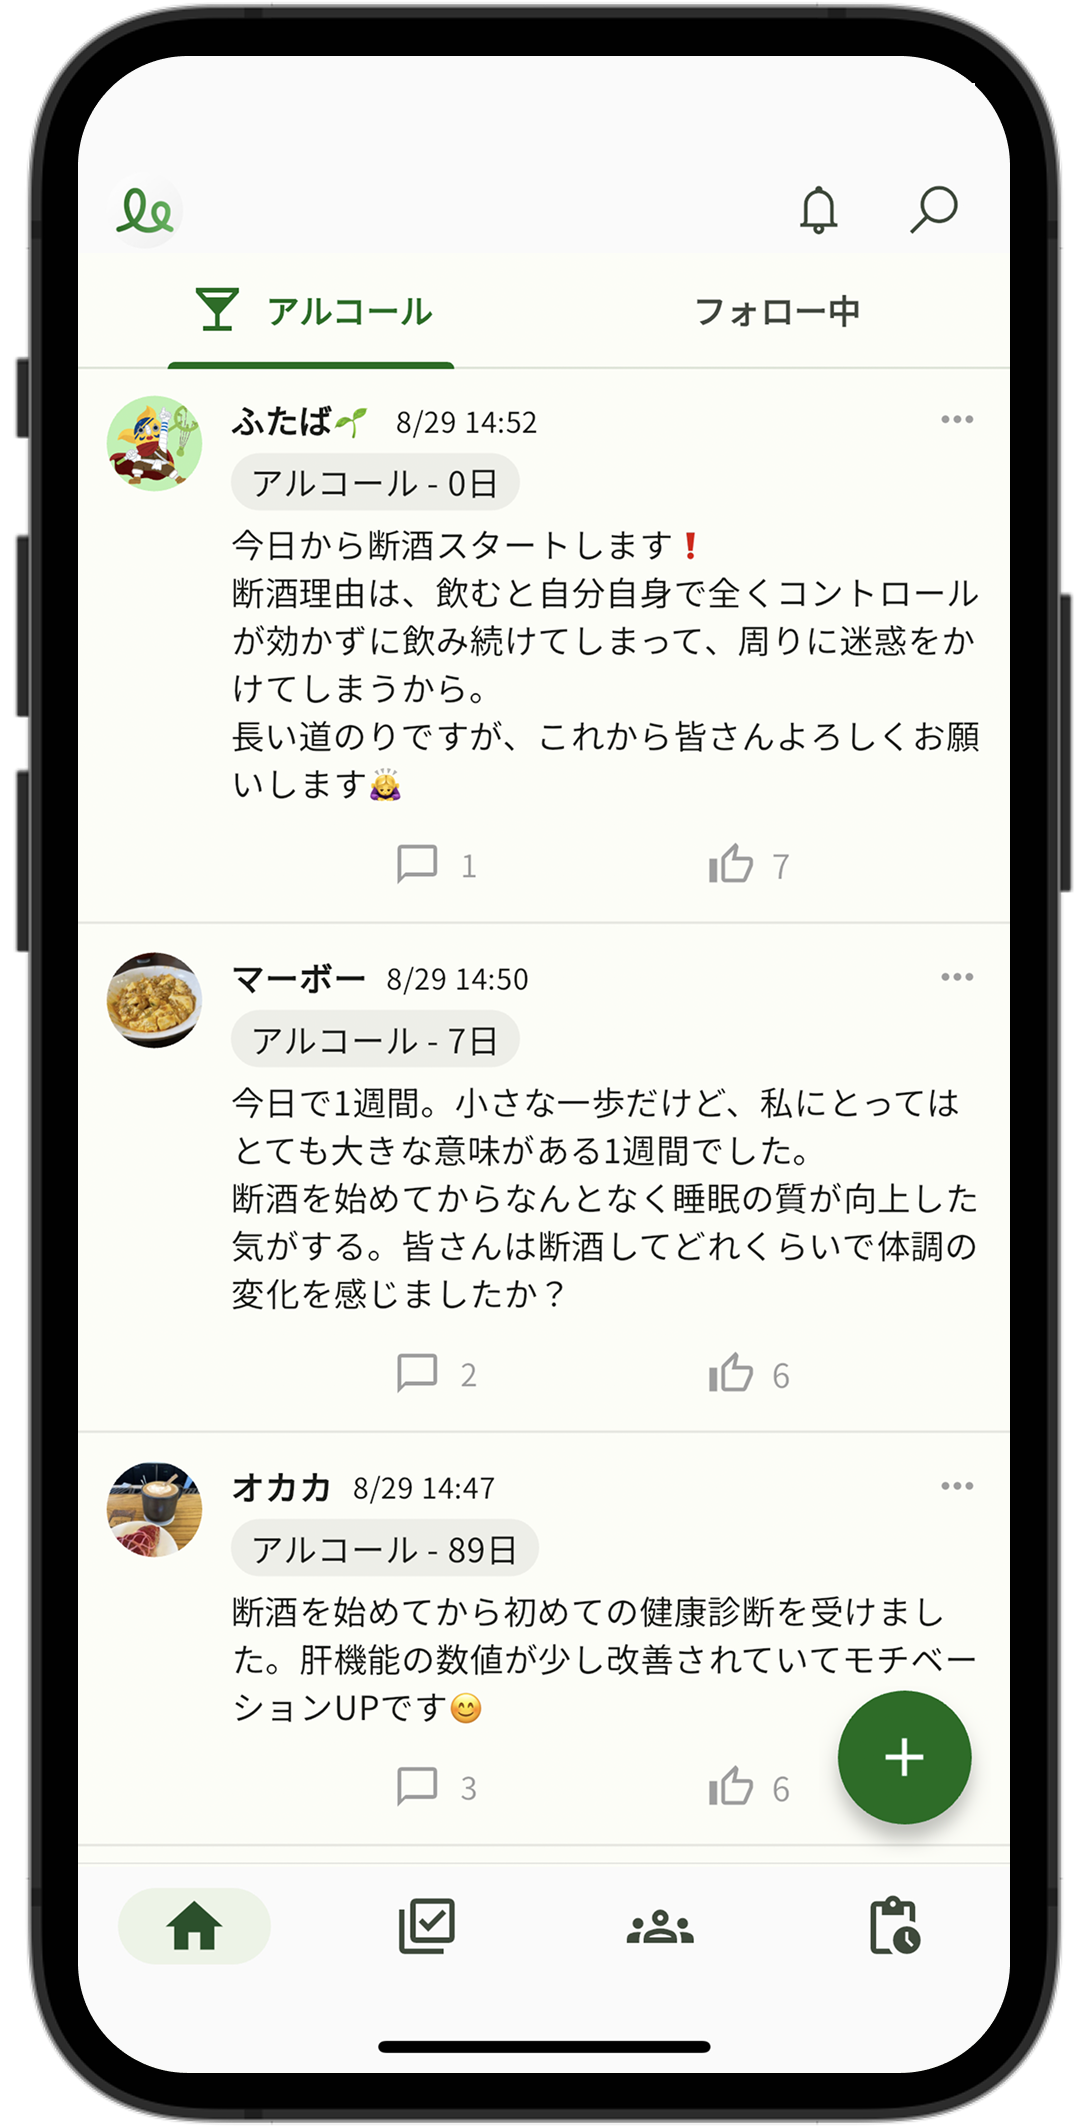 アルコール
フォロー中
ふたば🌱 8/29 14:52
アルコール - 0日
今日から断酒スタートします❗
断酒理由は、飲むと自分自身で全くコントロール
が効かずに飲み続けてしまって、周りに迷惑をか
けてしまうから。
長い道のりですが、これから皆さんよろしくお願
いします🙇‍♀️
1
7
マーボー 8/29 14:50
アルコール - 7日
今日で1週間。小さな一歩だけど、私にとっては
とても大きな意味がある1週間でした。
断酒を始めてからなんとなく睡眠の質が向上した
気がする。皆さんは断酒してどれくらいで体調の
変化を感じましたか？
2
6
オカカ 8/29 14:47
アルコール - 89日
断酒を始めてから初めての健康診断を受けまし
た。肝機能の数値が少し改善されていてモチベー
ションUPです😊
3
6